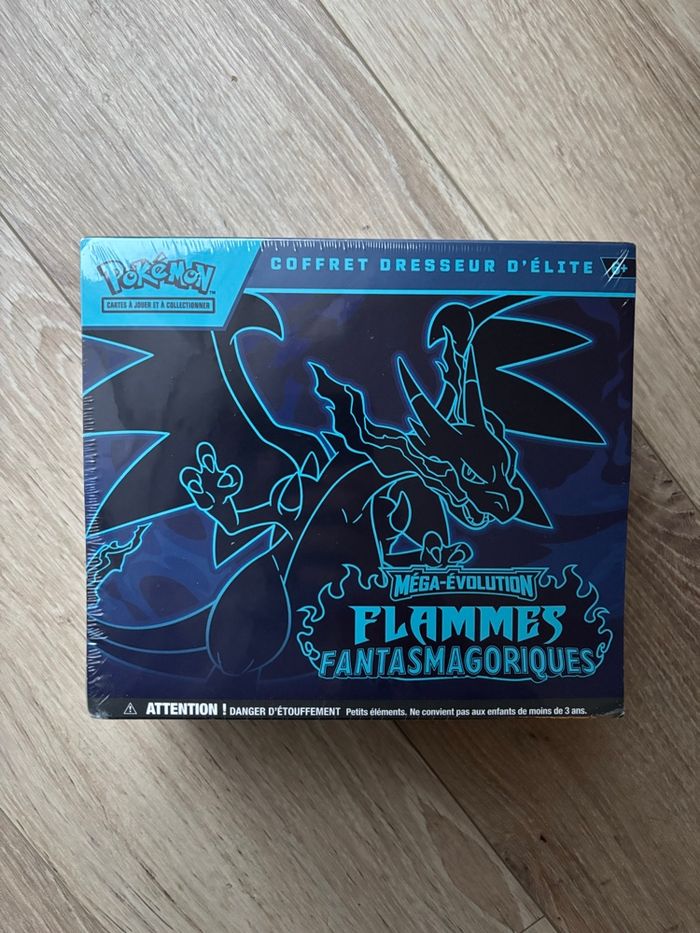 POKÉMON
CARTES À JOUER ET À COLLECTIONNER
COFFRET DRESSEUR D'ÉLITE
6+
MÉGA-ÉVOLUTION
FLAMMES
FANTASMAGORIQUES
ATTENTION ! DANGER D'ÉTOUFFEMENT Petits éléments. Ne convient pas aux enfants de moins de 3 ans.